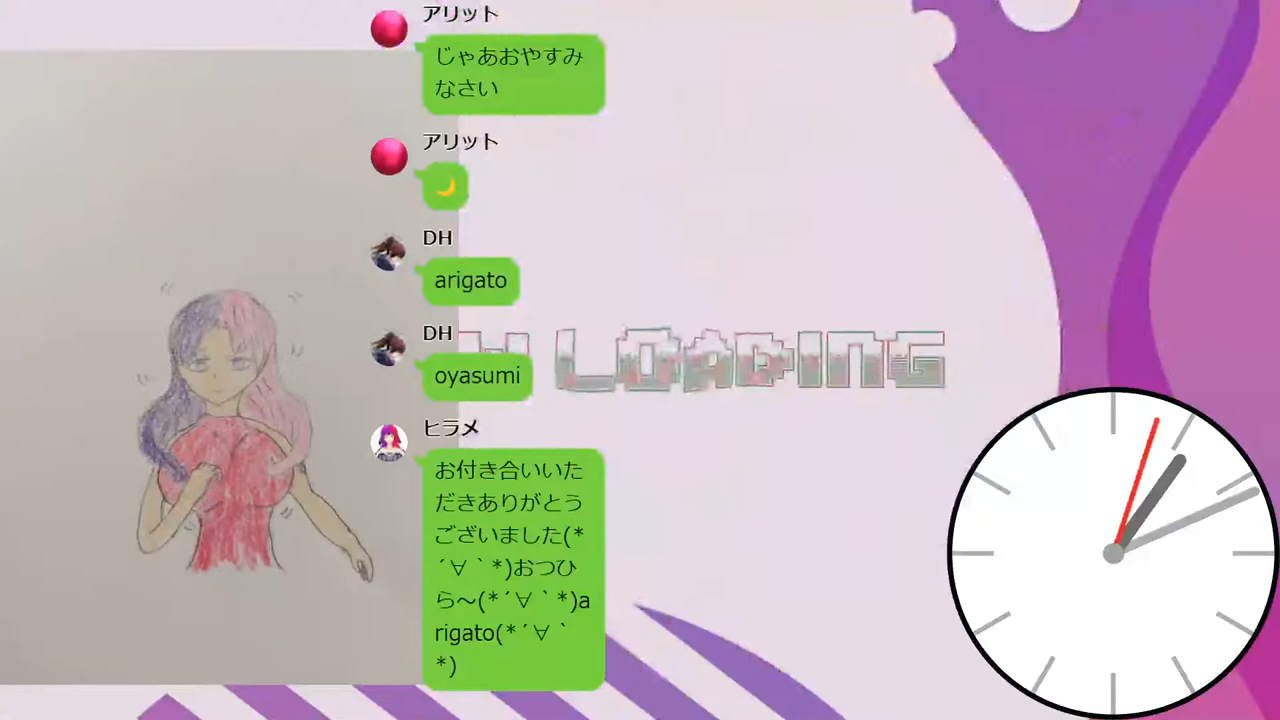 アリット
じゃあおやすみ
なさい
アリット
🌙
DH
arigato
DH
oyasumi
LOADING
ヒラメ
お付き合いいた
だきありがとう
ございました(*
´∀｀*)おつひ
ら～(*´∀｀*)a
rigato(*´∀｀
*)